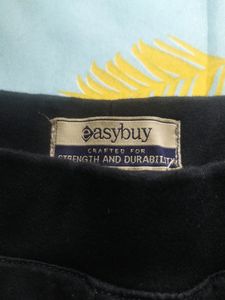 easybuy
CRAFTED FOR
STRENGTH AND DURABILITY